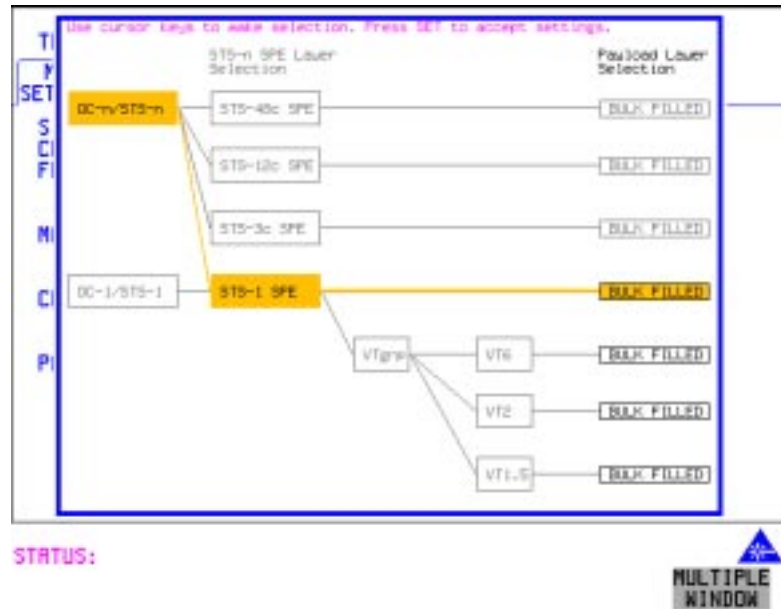 Use cursor keys to make selection. Press SET to accept settings.
STS-n SPE Layer
Selection
Payload Layer
Selection
SET
OC-n/STS-n
STS-48c SPE
BULK FILLED
STS-12c SPE
BULK FILLED
STS-3c SPE
BULK FILLED
OC-1/STS-1
STS-1 SPE
BULK FILLED
VTgrp
VT6
BULK FILLED
VT2
BULK FILLED
VT1.5
BULK FILLED
STATUS:
MULTIPLE
WINDOW